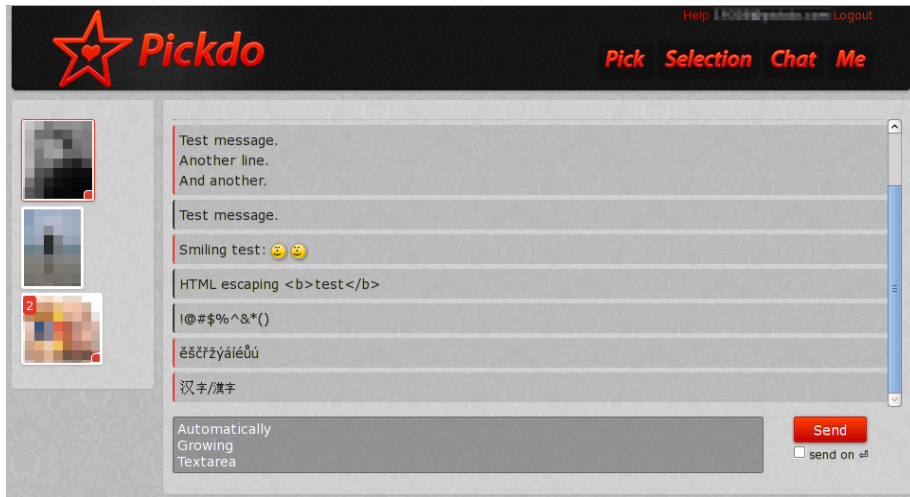 Help Logout
Pickdo
Pick Selection Chat Me
Test message.
Another line.
And another.
Test message.
Smiling test:
HTML escaping <b>test</b>
!@#$%^&*()
2
ěščřžýáíéůú
汉字/漢字
Automatically
Growing
Textarea
Send
send on ⏎